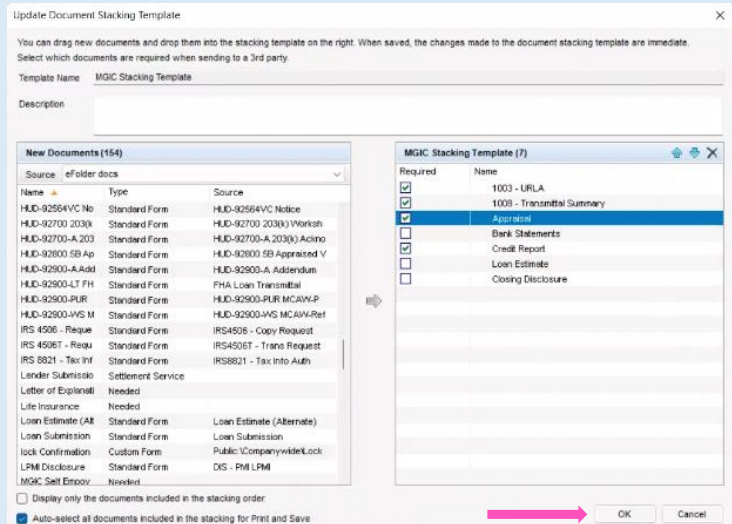 Update Document Stacking Template
You can drag new documents and drop them into the stacking template on the right. When saved, the changes made to the document stacking template are immediate.
Select which documents are required when sending to a 3rd party.
Template Name MGIC Stacking Template
Description
New Documents (154)
Source eFolder docs
Name Type Source
HUD-92564VC No Standard Form HUD-92564VC Notice
HUD-92700 203(k Standard Form HUD-92700 203(k) Worksh
HUD-92700-A 203 Standard Form HUD-92700-A 203(k) Ackno
HUD-92800.5B Ap Standard Form HUD-92800.5B Appraised V
HUD-92900-A Add Standard Form HUD-92900-A Addendum
HUD-92900-LT FH Standard Form FHA Loan Transmittal
HUD-92900-PUR Standard Form HUD-92900-PUR MCAW-P
HUD-92900-WS M Standard Form HUD-92900-WS MCAW-Ref
IRS 4506 - Reque Standard Form IRS4506 - Copy Request
IRS 4506T - Requ Standard Form IRS4506T - Trans Request
IRS 8821 - Tax Inf Standard Form IRS8821 - Tax Info Auth
Lender Submissio Settlement Service
Letter of Explanati Needed
Life Insurance Needed
Loan Estimate (Alt Standard Form Loan Estimate (Alternate)
Loan Submission Standard Form Loan Submission
lock Confirmation Custom Form Public:\Companywide\Lock
LPMI Disclosure Standard Form DIS - PMI LPMI
MGIC Self Employ Needed
MGIC Stacking Template (7)
Required Name
1003 - URLA
1008 - Transmittal Summary
Appraisal
Bank Statements
Credit Report
Loan Estimate
Closing Disclosure
Display only the documents included in the stacking order
Auto-select all documents included in the stacking for Print and Save
OK Cancel